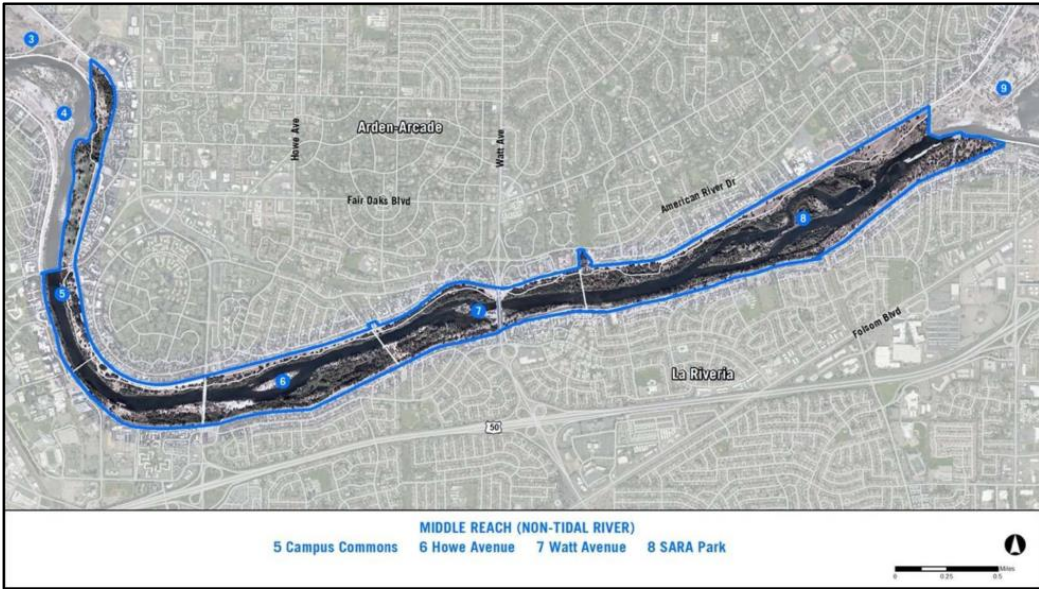 3
9
4
Arden-Arcade
Howe Ave
Watt Ave
American River Dr
Fair Oaks Blvd
8
5
7
Folsom Blvd
La Riveria
6
50
MIDDLE REACH (NON-TIDAL RIVER)
5 Campus Commons 6 Howe Avenue 7 Watt Avenue 8 SARA Park
Miles
0 0.25 0.5